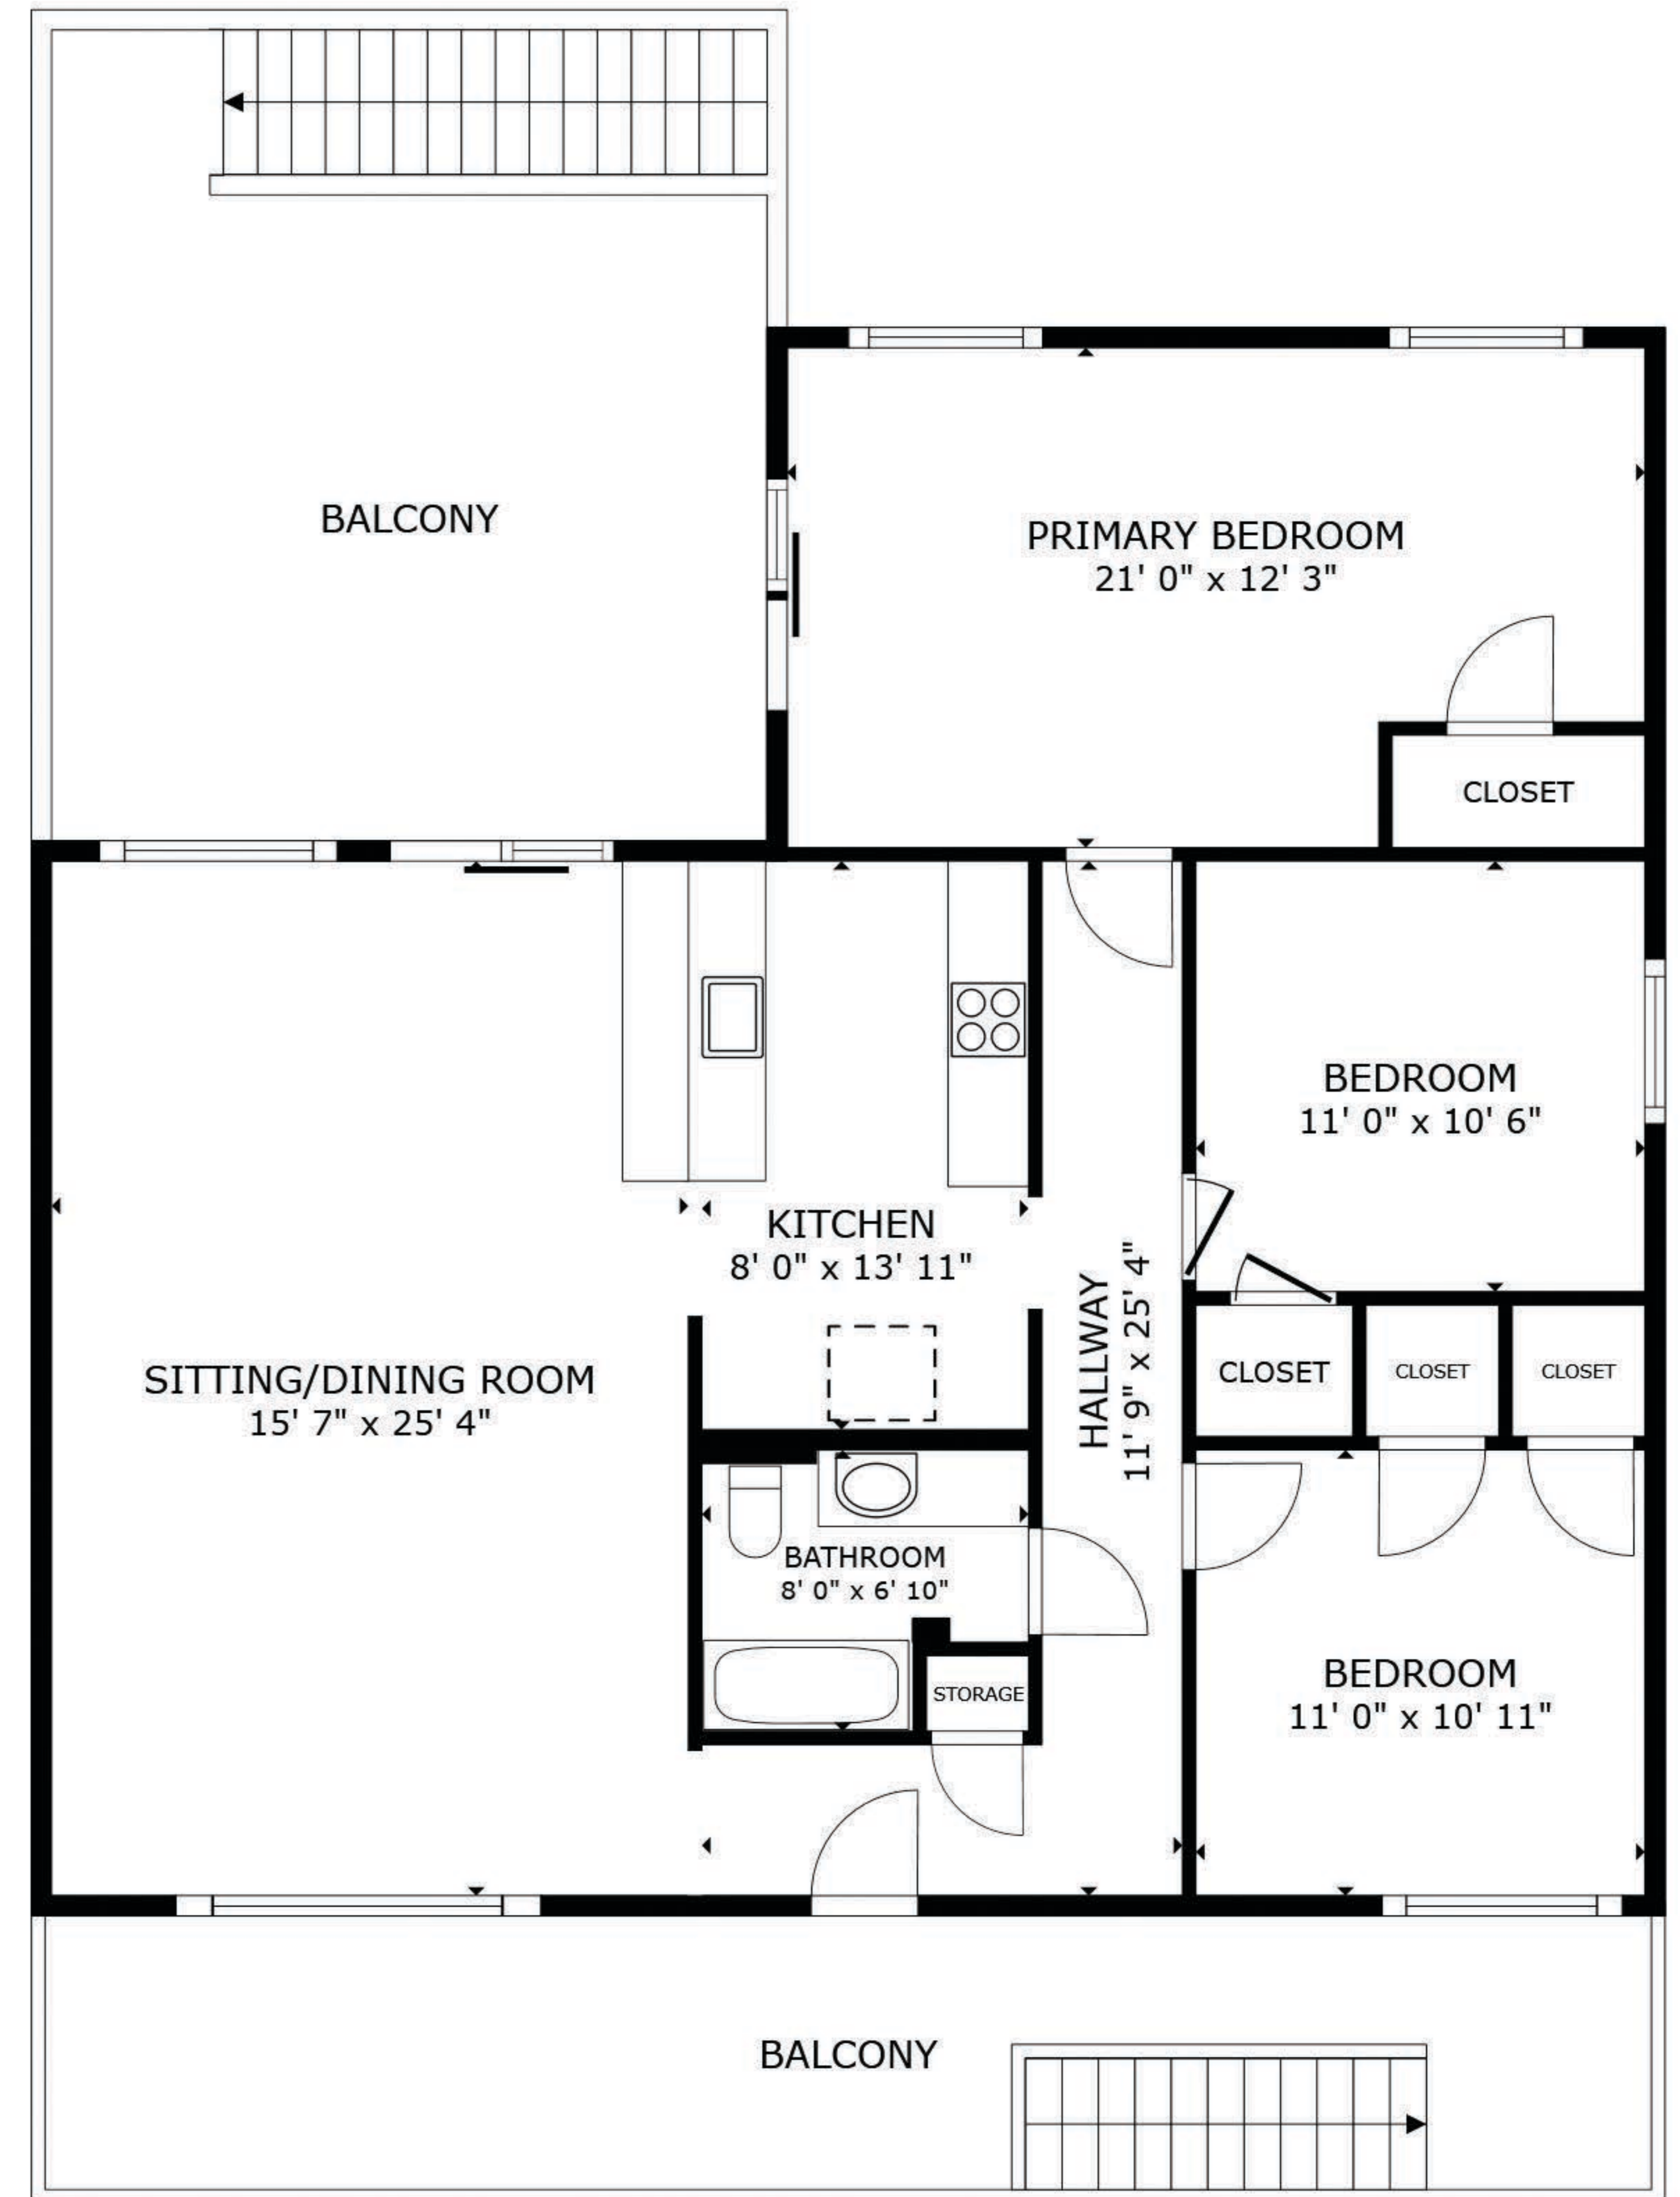 BALCONY
PRIMARY BEDROOM
21' 0" x 12' 3"
CLOSET
BEDROOM
11' 0" x 10' 6"
KITCHEN
8' 0" x 13' 11"
HALLWAY
11' 9" x 25' 4"
SITTING/DINING ROOM
15' 7" x 25' 4"
CLOSET
CLOSET
CLOSET
BATHROOM
8' 0" x 6' 10"
STORAGE
BEDROOM
11' 0" x 10' 11"
BALCONY